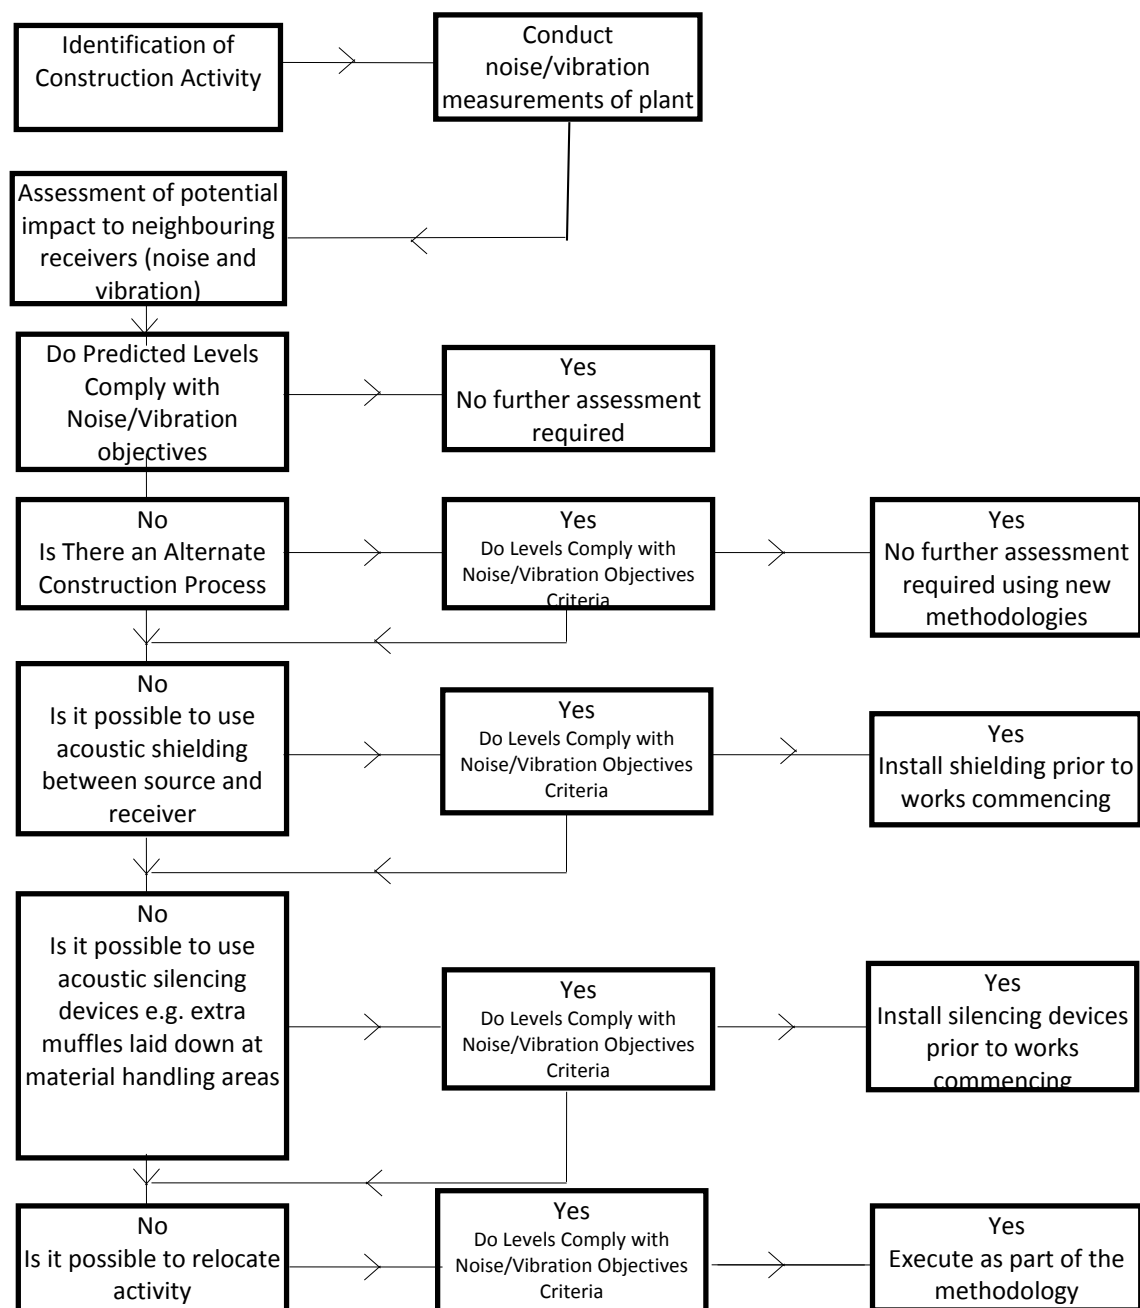 Identification of
Construction Activity
Conduct
noise/vibration
measurements of plant
Assessment of potential
impact to neighbouring
receivers (noise and
vibration)
Do Predicted Levels
Comply with
Noise/Vibration
objectives
Yes
No further assessment
required
No
Is There an Alternate
Construction Process
Yes
Do Levels Comply with
Noise/Vibration Objectives
Criteria
Yes
No further assessment
required using new
methodologies
No
Is it possible to use
acoustic shielding
between source and
receiver
Yes
Do Levels Comply with
Noise/Vibration Objectives
Criteria
Yes
Install shielding prior to
works commencing
No
Is it possible to use
acoustic silencing
devices e.g. extra
muffles laid down at
material handling areas
Yes
Do Levels Comply with
Noise/Vibration Objectives
Criteria
Yes
Install silencing devices
prior to works
commencing
No
Is it possible to relocate
activity
Yes
Do Levels Comply with
Noise/Vibration Objectives
Criteria
Yes
Execute as part of the
methodology